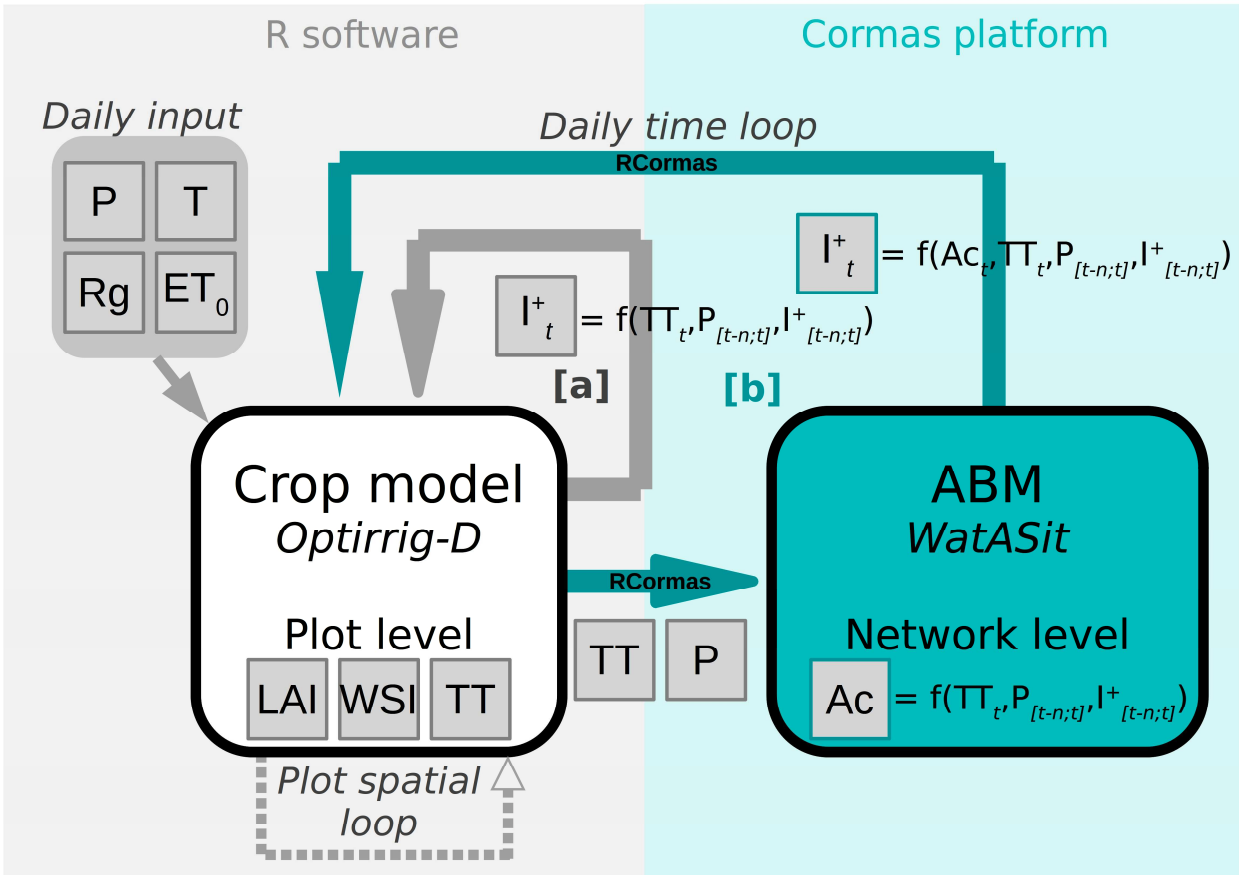 R software
Cormas platform
Daily input
P T
Rg ET0
Daily time loop
RCormas
I+t = f(Act,TTt,P[t-n;t],I+[t-n;t])
I+t = f(TTt,P[t-n;t],I+[t-n;t])
[a]
[b]
Crop model
Optirrig-D
Plot level
LAI WSI TT
RCormas
TT P
ABM
WatASit
Network level
Ac = f(TTt,P[t-n;t],I+[t-n;t])
Plot spatial
loop